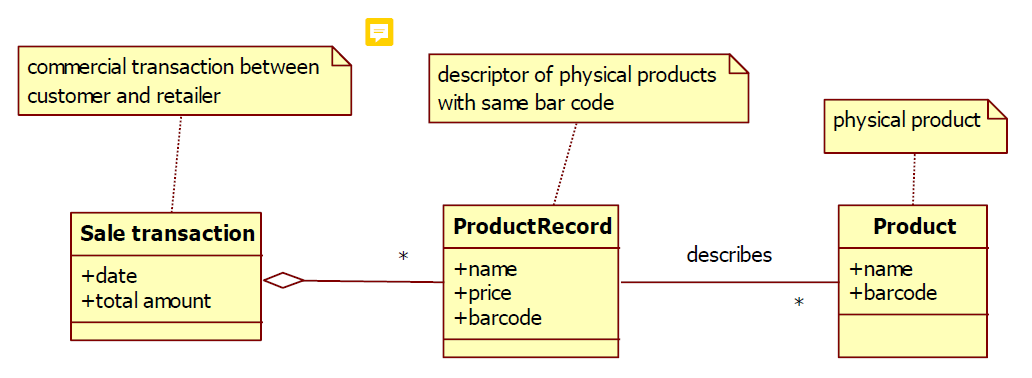 commercial transaction between
customer and retailer
descriptor of physical products
with same bar code
physical product
Sale transaction
+date
+total amount
*
ProductRecord
+name
+price
+barcode
describes
*
Product
+name
+barcode